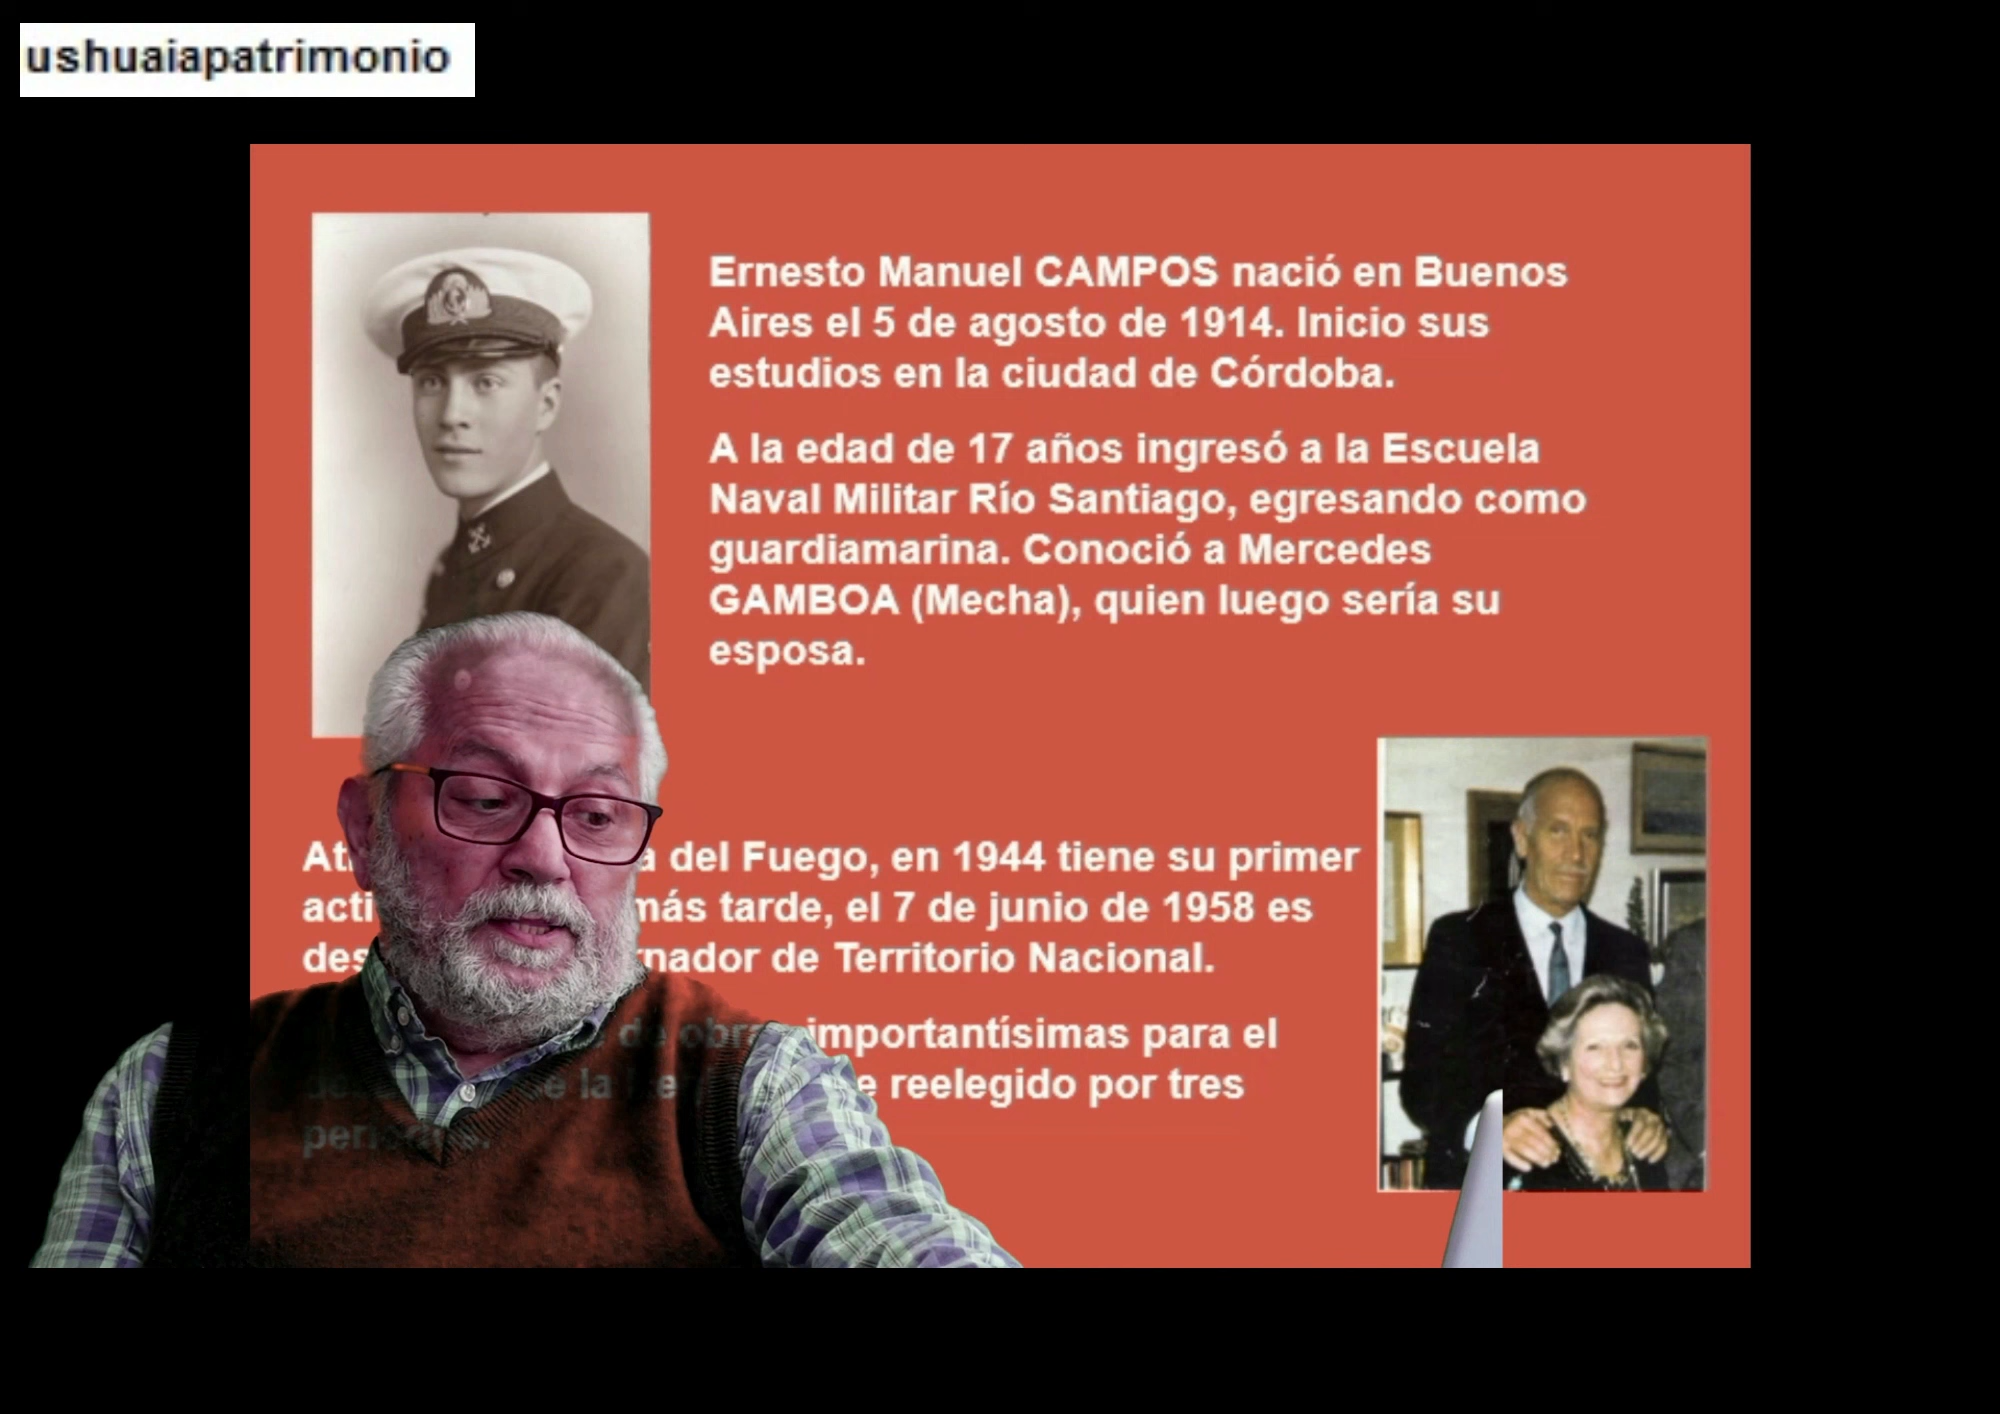 ushuaiapatrimonio
Ernesto Manuel CAMPOS nació en Buenos
Aires el 5 de agosto de 1914. Inicio sus
estudios en la ciudad de Córdoba.
A la edad de 17 años ingresó a la Escuela
Naval Militar Río Santiago, egresando como
guardiamarina. Conoció a Mercedes
GAMBOA (Mecha), quien luego sería su
esposa.
del Fuego, en 1944 tiene su primer
más tarde, el 7 de junio de 1958 es
de Territorio Nacional.
importantísimas para el
la reelegido por tres